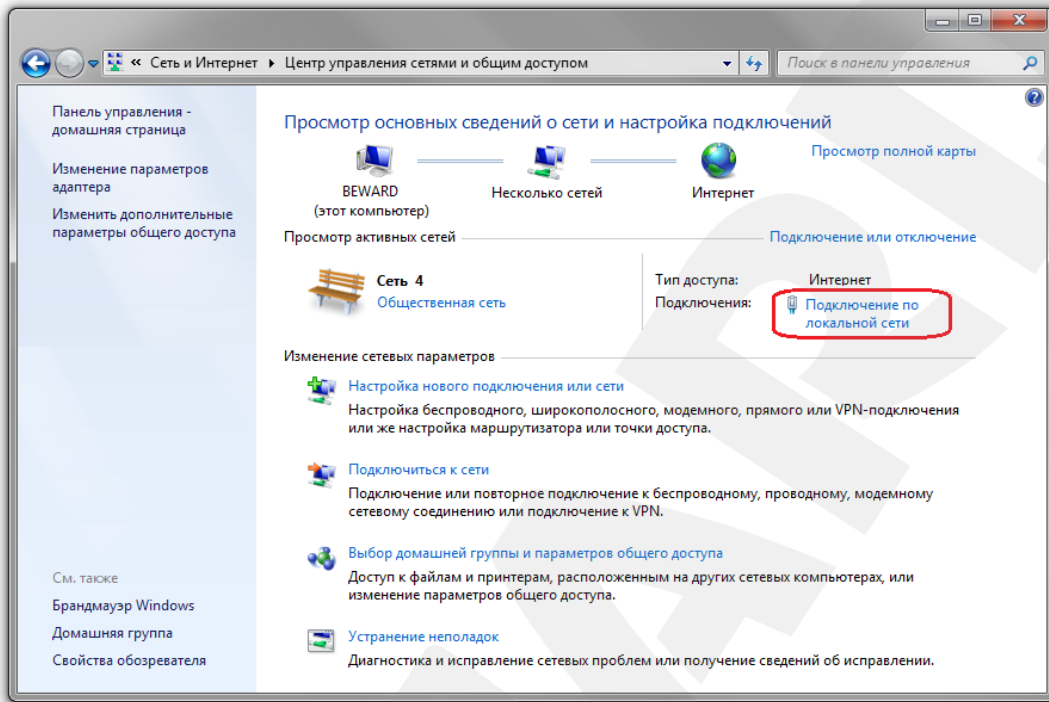 « Сеть и Интернет ▸ Центр управления сетями и общим доступом
Поиск в панели управления
Панель управления -
домашняя страница
Изменение параметров
адаптера
Изменить дополнительные
параметры общего доступа
См. также
Брандмауэр Windows
Домашняя группа
Свойства обозревателя
Просмотр основных сведений о сети и настройка подключений
Просмотр полной карты
BEWARD
(этот компьютер)
Несколько сетей
Интернет
Просмотр активных сетей
Подключение или отключение
Сеть 4
Общественная сеть
Тип доступа: Интернет
Подключения: Подключение по
локальной сети
Изменение сетевых параметров
Настройка нового подключения или сети
Настройка беспроводного, широкополосного, модемного, прямого или VPN-подключения
или же настройка маршрутизатора или точки доступа.
Подключиться к сети
Подключение или повторное подключение к беспроводному, проводному, модемному
сетевому соединению или подключение к VPN.
Выбор домашней группы и параметров общего доступа
Доступ к файлам и принтерам, расположенным на других сетевых компьютерах, или
изменение параметров общего доступа.
Устранение неполадок
Диагностика и исправление сетевых проблем или получение сведений об исправлении.